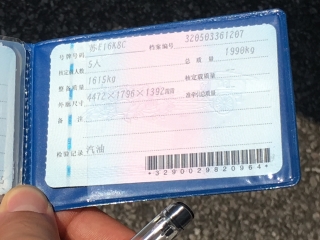 号牌号码 苏E16K8C 档案编号 320503361207
核定载人数 5人 总质量 1990kg
整备质量 1615kg 核定载质量
外廓尺寸 4472×1796×1392mm 准牵引总质量
备注
检验记录 汽油
*3290029820964*